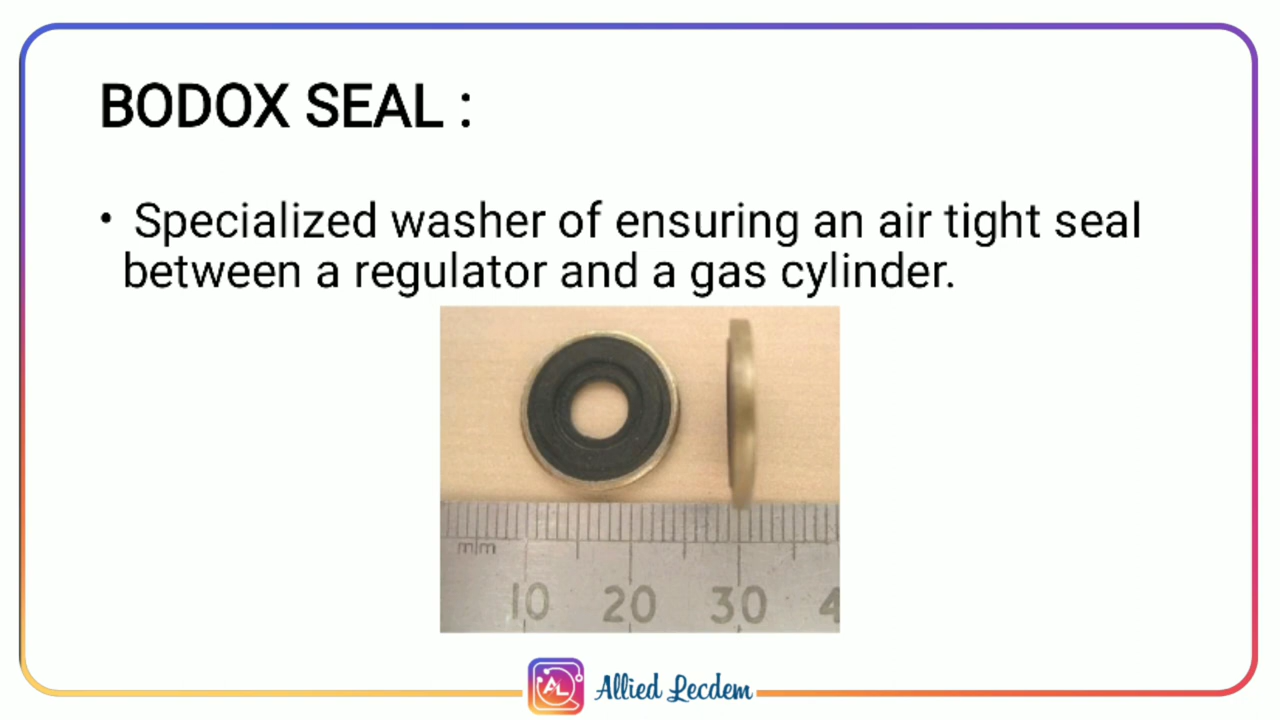 BODOX SEAL :
• Specialized washer of ensuring an air tight seal
between a regulator and a gas cylinder.
mm
10 20 30 4
AL
Allied Lecdem